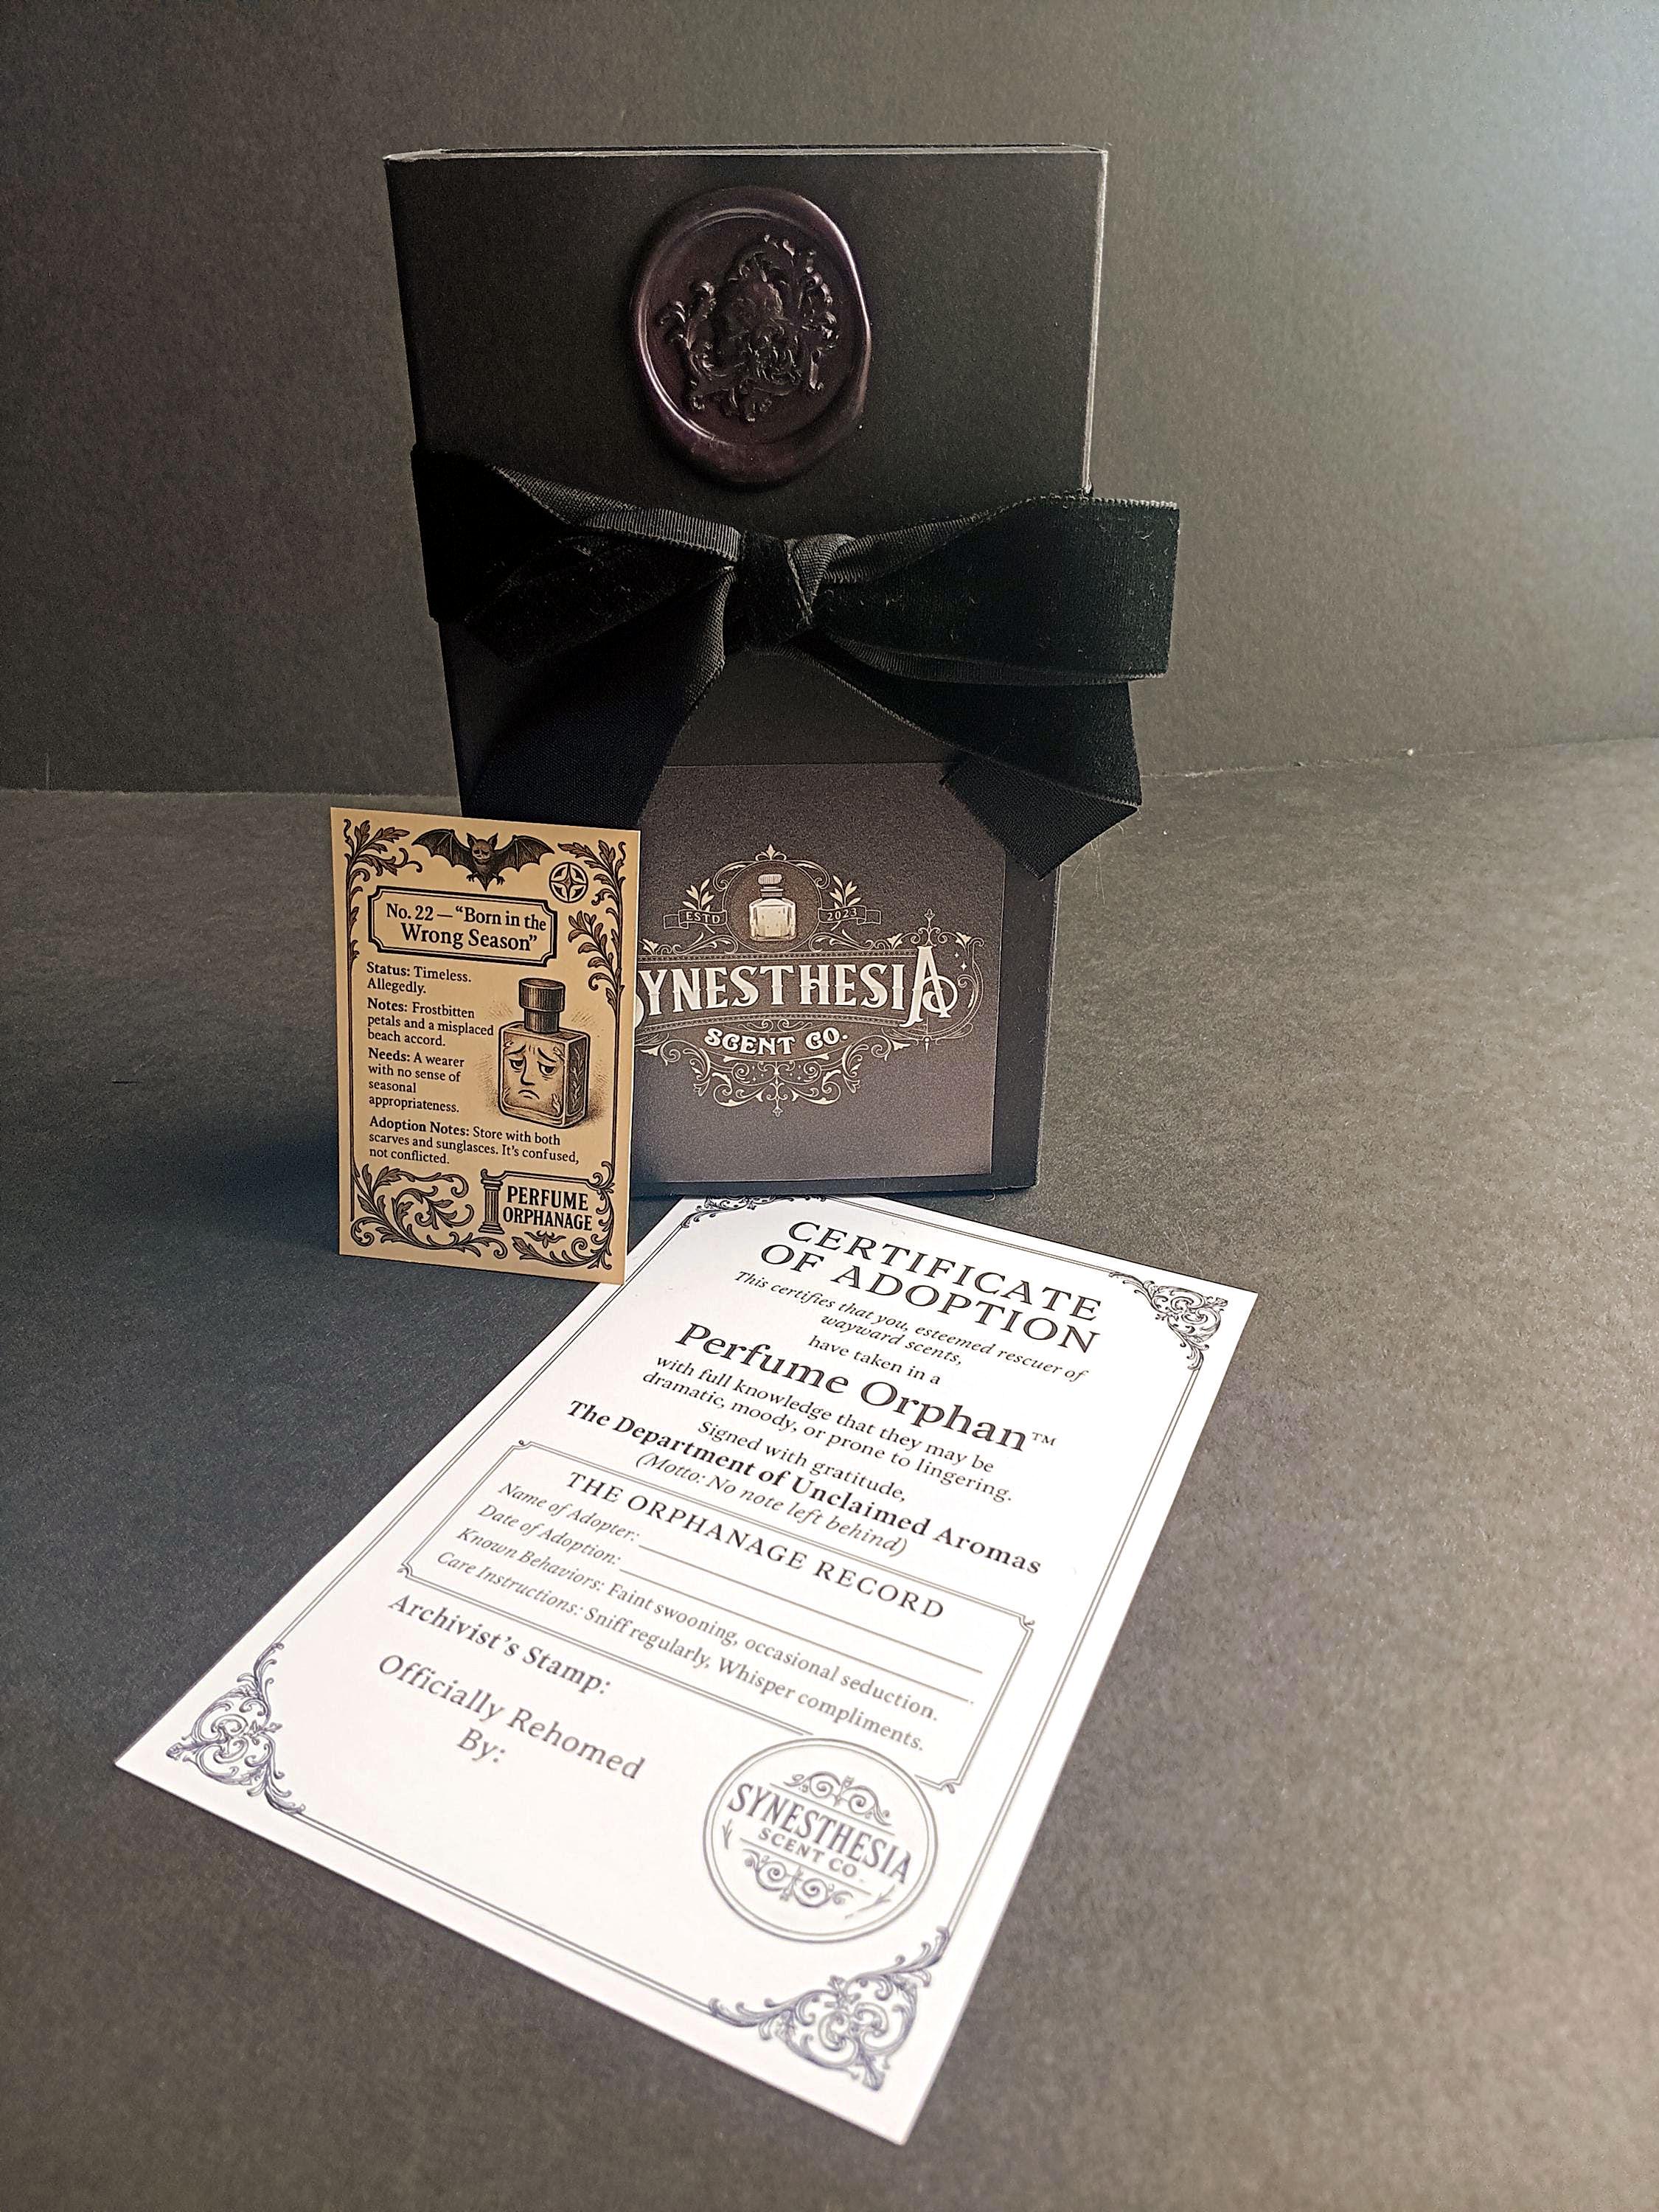 ESTD 2023
SYNESTHESIA
SCENT CO.
No. 22 — “Born in the
Wrong Season”
Status: Timeless.
Allegedly.
Notes: Frostbitten
petals and a misplaced
beach accord.
Needs: A wearer
with no sense of
seasonal
appropriateness.
Adoption Notes: Store with both
scarves and sunglasces. It’s confused,
not conflicted.
PERFUME
ORPHANAGE
CERTIFICATE
OF ADOPTION
This certifies that you, esteemed rescuer of
wayward scents,
have taken in a
Perfume Orphan™
with full knowledge that they may be
dramatic, moody, or prone to lingering.
Signed with gratitude,
The Department of Unclaimed Aromas
(Motto: No note left behind)
THE ORPHANAGE RECORD
Name of Adopter:
Date of Adoption:
Known Behaviors: Faint swooning, occasional seduction.
Care Instructions: Sniff regularly, Whisper compliments.
Archivist’s Stamp:
Officially Rehomed
By:
SYNESTHESIA
SCENT CO.